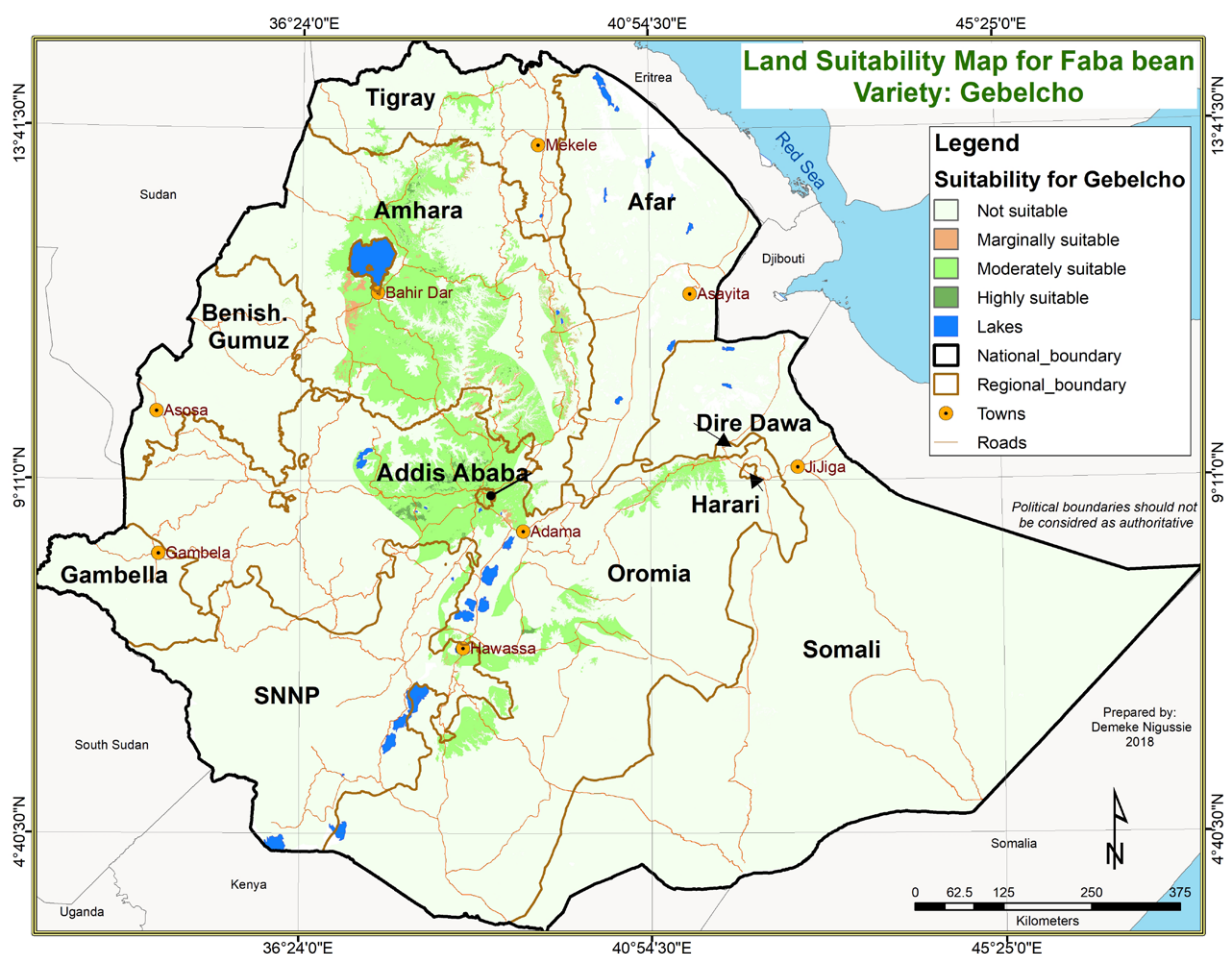 36°24'0"E
40°54'30"E
45°25'0"E
Land Suitability Map for Faba bean
Variety: Gebelcho
Eritrea
13°41'30"N
13°41'30"N
Tigray
Mekele
Red Sea
Legend
Suitability for Gebelcho
Not suitable
Marginally suitable
Moderately suitable
Highly suitable
Lakes
National_boundary
Regional_boundary
Towns
Roads
Sudan
Amhara
Afar
Djibouti
Bahir Dar
Asayita
Benish.
Gumuz
Asosa
Dire Dawa
Addis Ababa
JiJiga
9°11'0"N
9°11'0"N
Harari
Political boundaries should not
be considred as authoritative
Adama
Gambela
Gambella
Oromia
Hawassa
Somali
SNNP
Prepared by:
Demeke Nigussie
2018
South Sudan
4°40'30"N
4°40'30"N
N
Somalia
Kenya
Uganda
0 62.5 125 250 375
Kilometers
36°24'0"E
40°54'30"E
45°25'0"E